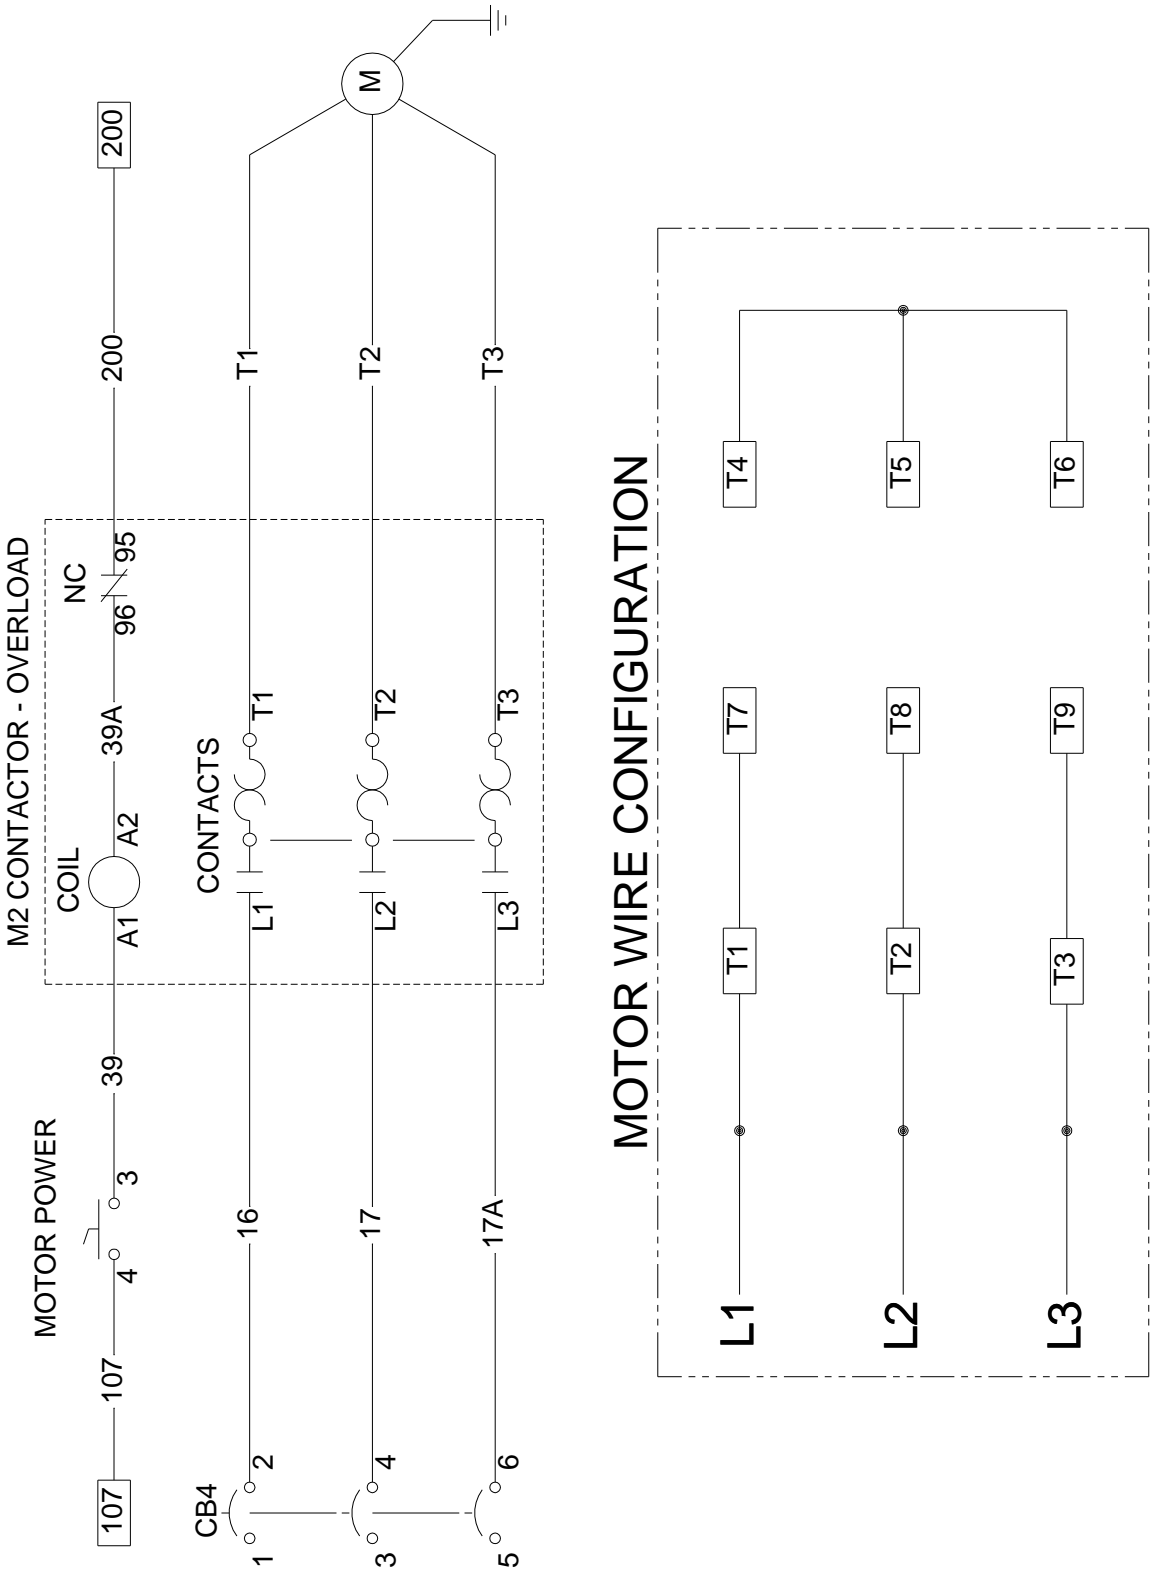 MOTOR POWER
M2 CONTACTOR - OVERLOAD
COIL
NC
107
107
4
3
39
A1
A2
39A
96
95
200
200
CB4
CONTACTS
1
2
16
L1
T1
T1
3
4
17
L2
T2
T2
M
5
6
17A
L3
T3
T3
MOTOR WIRE CONFIGURATION
L1
T1
T7
T4
L2
T2
T8
T5
L3
T3
T9
T6